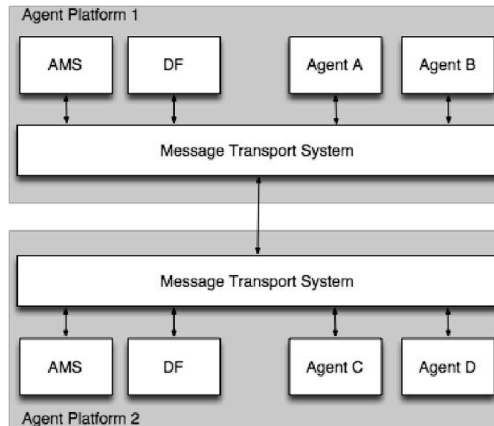 Agent Platform 1
AMS DF Agent A Agent B
Message Transport System
Message Transport System
AMS DF Agent C Agent D
Agent Platform 2